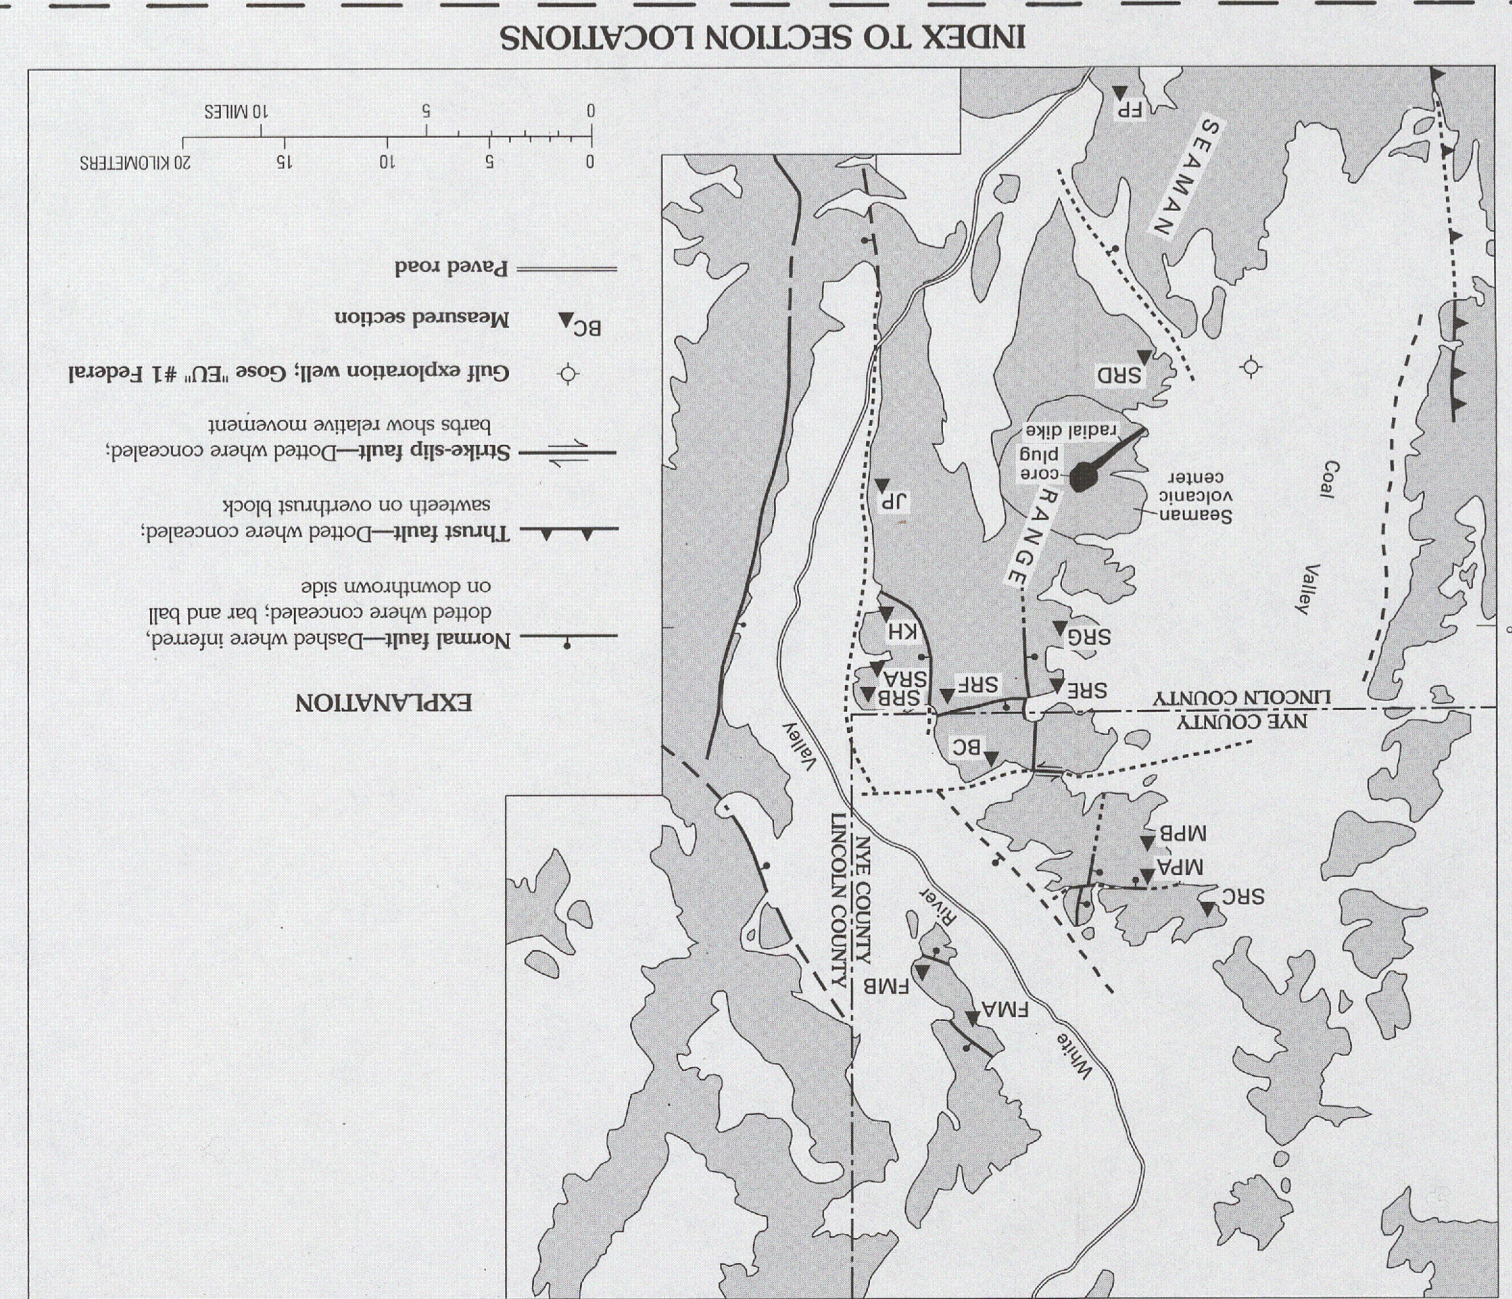 White
FMA
FMB
River
SRC
MPA
MPB
NYE COUNTY
LINCOLN COUNTY
BC
Valley
NYE COUNTY
LINCOLN COUNTY
SRE
SRF
SRB
SRA
SRG
KH
Valley
Coal
RANGE
JP
Seaman
volcanic
center
core
plug
radial dike
SRD
SEAMAN
FP
EXPLANATION
Normal fault—Dashed where inferred,
dotted where concealed; bar and ball
on downthrown side
Thrust fault—Dotted where concealed;
sawteeth on overthrust block
Strike-slip fault—Dotted where concealed;
barbs show relative movement
Gulf exploration well; Gose "EU" #1 Federal
BC
Measured section
Paved road
0 5 10 15 20 KILOMETERS
0 5 10 MILES
INDEX TO SECTION LOCATIONS